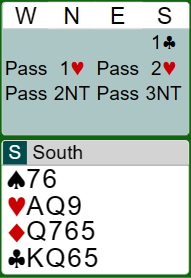 W N E S
1♣
Pass 1♥ Pass 2♥
Pass 2NT Pass 3NT
S South
♠76
♥AQ9
♦Q765
♣KQ65